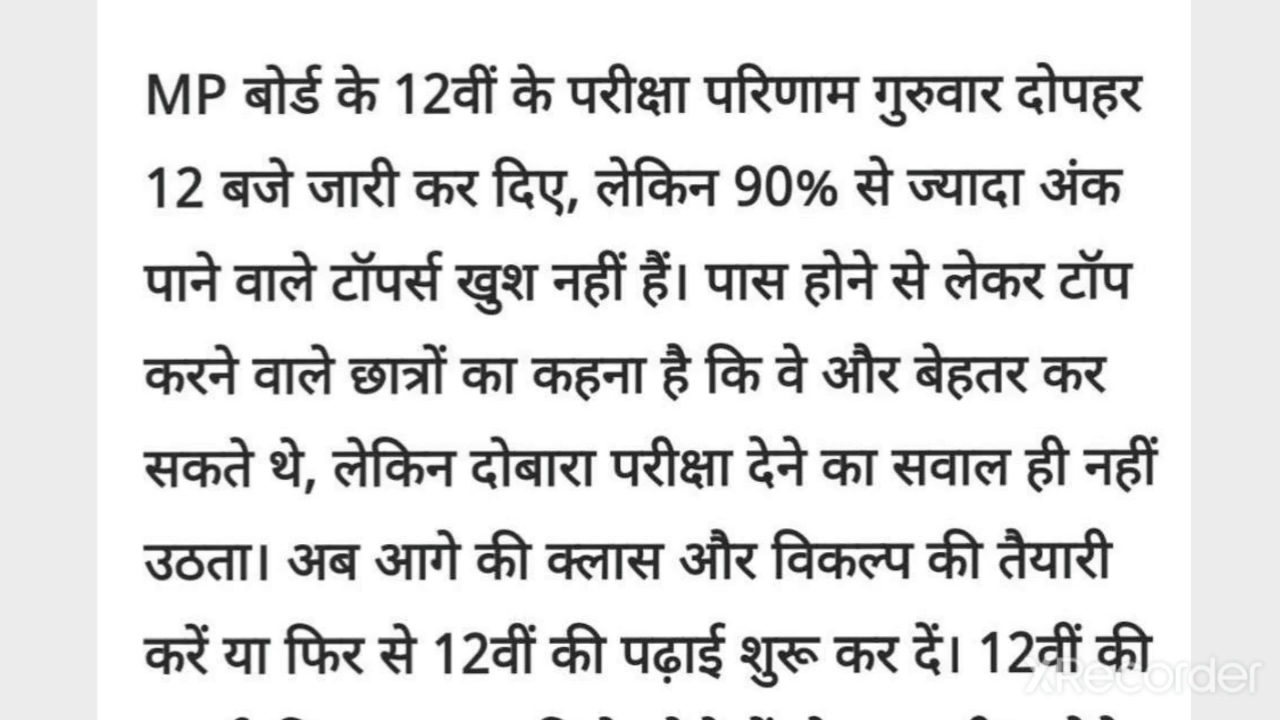 MP बोर्ड के 12वीं के परीक्षा परिणाम गुरुवार दोपहर
12 बजे जारी कर दिए, लेकिन 90% से ज्यादा अंक
पाने वाले टॉपर्स खुश नहीं हैं। पास होने से लेकर टॉप
करने वाले छात्रों का कहना है कि वे और बेहतर कर
सकते थे, लेकिन दोबारा परीक्षा देने का सवाल ही नहीं
उठता। अब आगे की क्लास और विकल्प की तैयारी
करें या फिर से 12वीं की पढ़ाई शुरू कर दें। 12वीं की
XRecorder